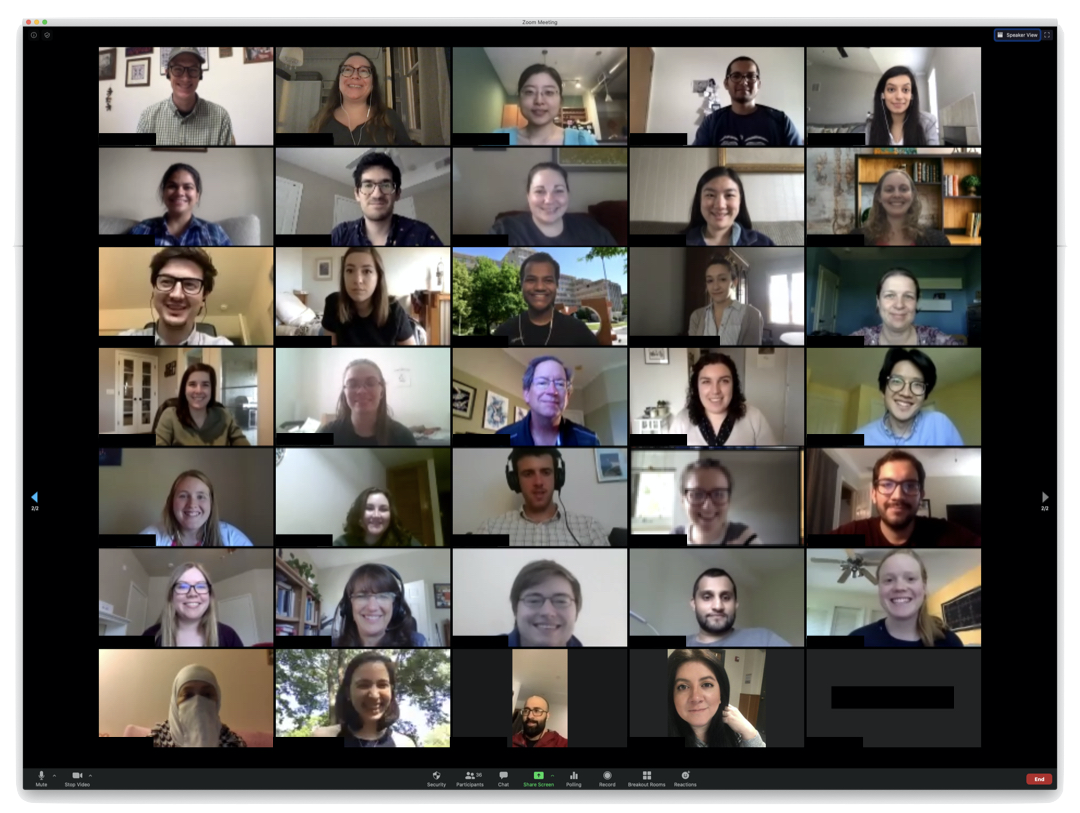 Zoom Meeting
Speaker View
2/2
2/2
Mute
Stop Video
Security
Participants
36
Chat
Share Screen
Polling
Record
Breakout Rooms
Reactions
End